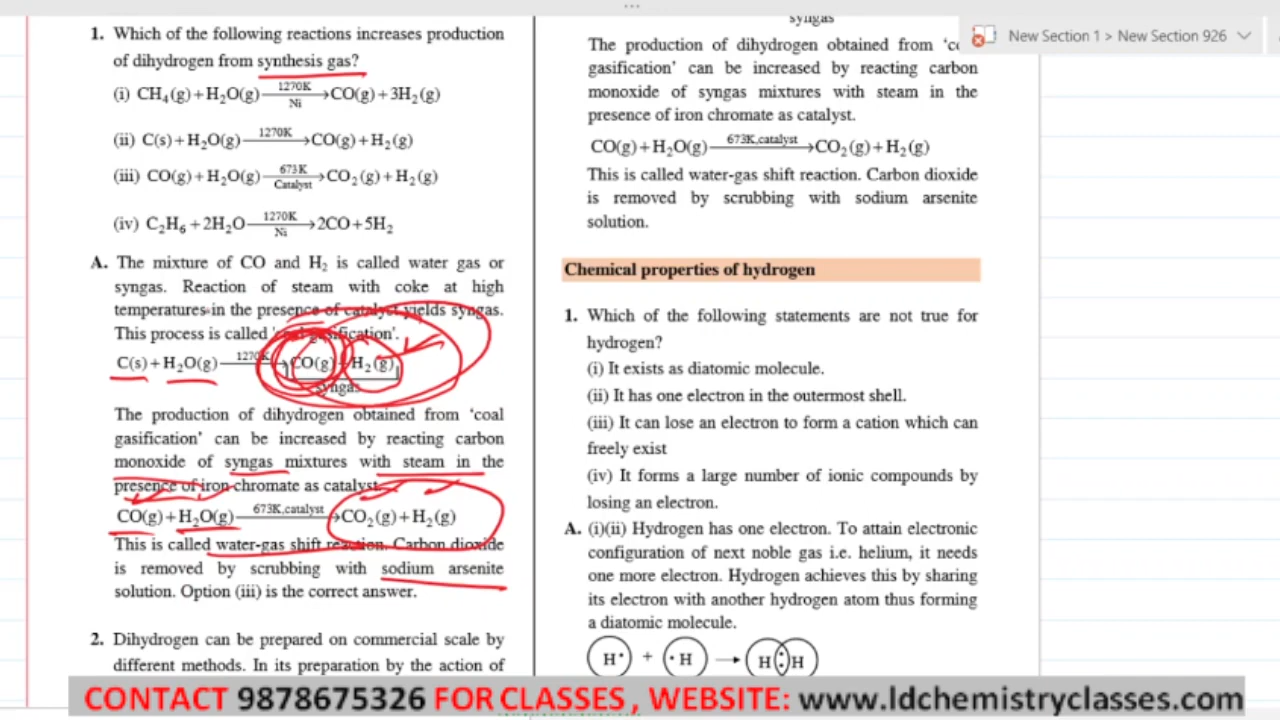 New Section 1 > New Section 926
1. Which of the following reactions increases production
of dihydrogen from synthesis gas?
(i) CH₄(g)+H₂O(g) 1270K Ni →CO(g)+3H₂(g)
(ii) C(s)+H₂O(g) 1270K →CO(g)+H₂(g)
(iii) CO(g)+H₂O(g) 673K Catalyst →CO₂(g)+H₂(g)
(iv) C₂H₆+2H₂O 1270K Ni →2CO+5H₂
A. The mixture of CO and H₂ is called water gas or
syngas. Reaction of steam with coke at high
temperatures in the presence of catalyst yields syngas.
This process is called 'coal gasification'.
C(s)+H₂O(g) 1270K →CO(g)+H₂(g)
syngas
The production of dihydrogen obtained from ‘coal
gasification’ can be increased by reacting carbon
monoxide of syngas mixtures with steam in the
presence of iron chromate as catalyst.
CO(g)+H₂O(g) 673K,catalyst →CO₂(g)+H₂(g)
This is called water-gas shift reaction. Carbon dioxide
is removed by scrubbing with sodium arsenite
solution. Option (iii) is the correct answer.
2. Dihydrogen can be prepared on commercial scale by
different methods. In its preparation by the action of
syngas
The production of dihydrogen obtained from
gasification’ can be increased by reacting carbon
monoxide of syngas mixtures with steam in the
presence of iron chromate as catalyst.
CO(g)+H₂O(g) 673K,catalyst →CO₂(g)+H₂(g)
This is called water-gas shift reaction. Carbon dioxide
is removed by scrubbing with sodium arsenite
solution.
Chemical properties of hydrogen
1. Which of the following statements are not true for
hydrogen?
(i) It exists as diatomic molecule.
(ii) It has one electron in the outermost shell.
(iii) It can lose an electron to form a cation which can
freely exist
(iv) It forms a large number of ionic compounds by
losing an electron.
A. (i)(ii) Hydrogen has one electron. To attain electronic
configuration of next noble gas i.e. helium, it needs
one more electron. Hydrogen achieves this by sharing
its electron with another hydrogen atom thus forming
a diatomic molecule.
H• + •H → H:H
CONTACT 9878675326 FOR CLASSES , WEBSITE: www.ldchemistryclasses.com